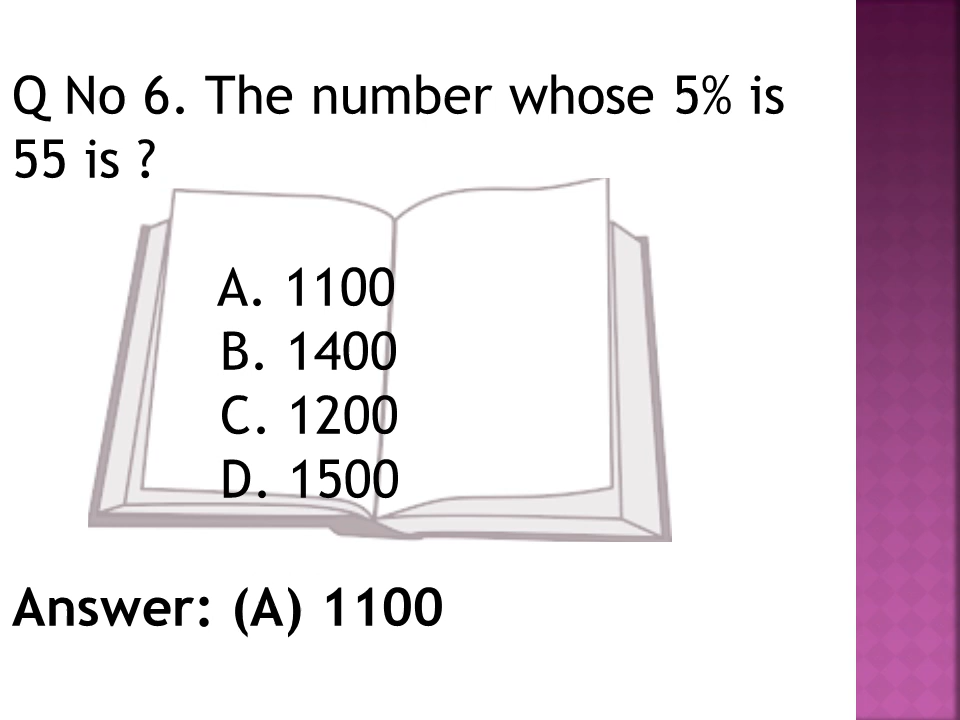 Q No 6. The number whose 5% is
55 is ?
A. 1100
B. 1400
C. 1200
D. 1500
Answer: (A) 1100